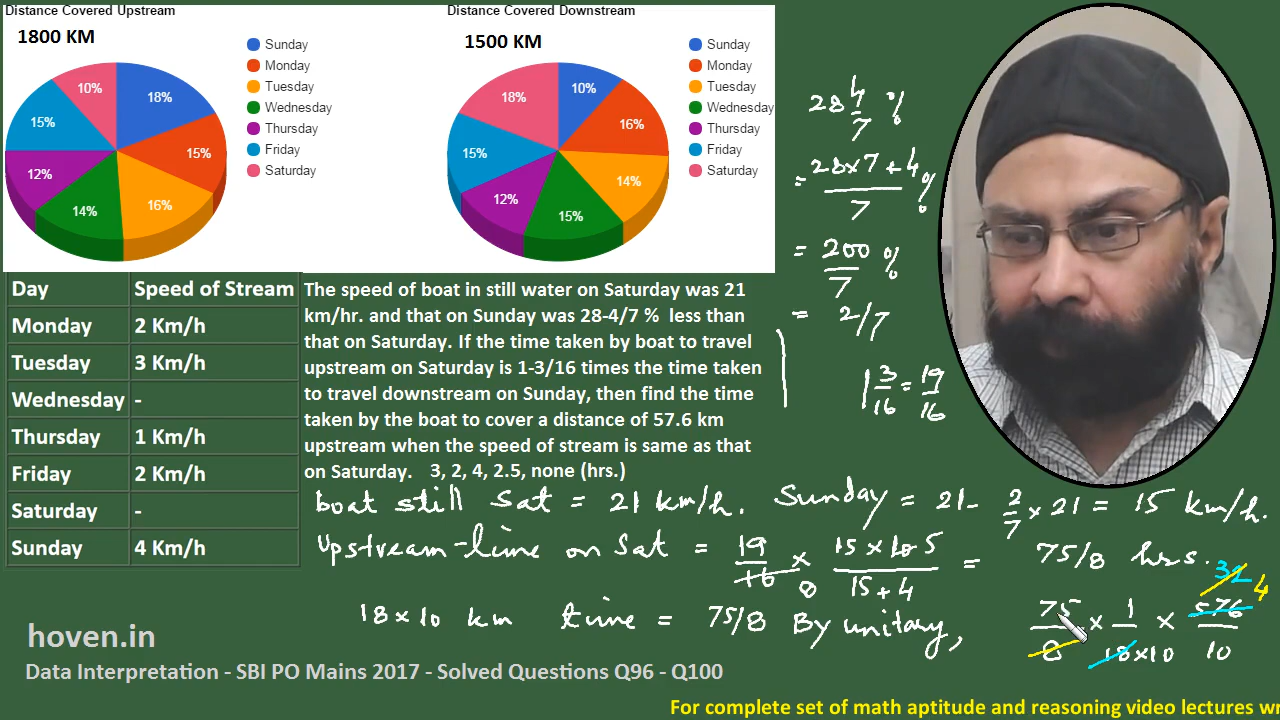 Distance Covered Upstream
1800 KM
Sunday
Monday
Tuesday
Wednesday
Thursday
Friday
Saturday
18%
15%
16%
14%
12%
15%
10%
Distance Covered Downstream
1500 KM
Sunday
Monday
Tuesday
Wednesday
Thursday
Friday
Saturday
10%
16%
14%
15%
12%
15%
18%
28 4/7 %
= 28×7+4/7 %
= 200/7 %
= 2/7
1 3/16 = 19/16
Day Speed of Stream
Monday 2 Km/h
Tuesday 3 Km/h
Wednesday -
Thursday 1 Km/h
Friday 2 Km/h
Saturday -
Sunday 4 Km/h
The speed of boat in still water on Saturday was 21
km/hr. and that on Sunday was 28-4/7 % less than
that on Saturday. If the time taken by boat to travel
upstream on Saturday is 1-3/16 times the time taken
to travel downstream on Sunday, then find the time
taken by the boat to cover a distance of 57.6 km
upstream when the speed of stream is same as that
on Saturday. 3, 2, 4, 2.5, none (hrs.)
boat still Sat = 21 km/h. Sunday = 21 - 2/7 × 21 = 15 km/h.
Upstream-time on Sat = 19/16 8 × 15×10 5/15+4 = 75/8 hrs.
18×10 km time = 75/8 By unitary, 75/8 × 1/18×10 × 576/10 32 4
hoven.in
Data Interpretation - SBI PO Mains 2017 - Solved Questions Q96 - Q100
For complete set of math aptitude and reasoning video lectures